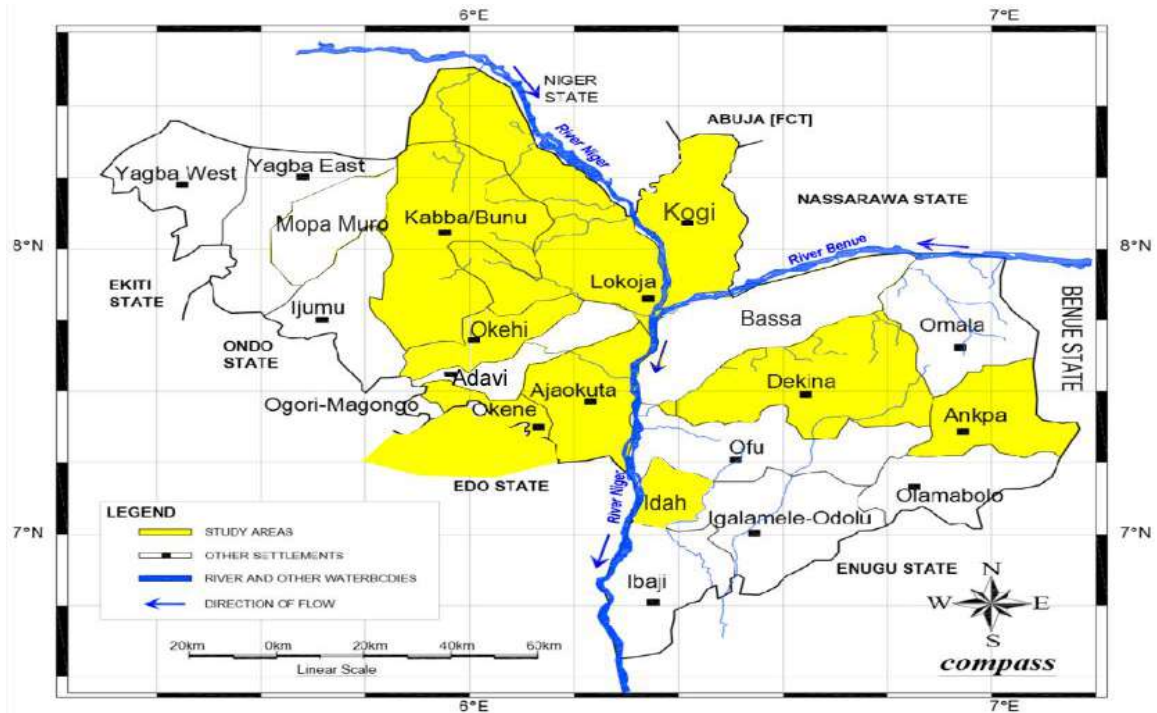 6°E
7°E
NIGER
STATE
ABUJA [FCT]
River Niger
Yagba West
Yagba East
Kogi
NASSARAWA STATE
Mopa Muro
Kabba/Bunu
8°N
8°N
River Benue
EKITI
STATE
Lokoja
Ijumu
Bassa
Omala
BENUE STATE
ONDO
STATE
Okehi
Adavi
Ajaokuta
Dekina
Ogori-Magongo
Okene
Ankpa
Ofu
EDO STATE
River Niger
Idah
Olamabolo
7°N
7°N
Igalamele-Odolu
ENUGU STATE
Ibaji
LEGEND
STUDY AREAS
OTHER SETTLEMENTS
RIVER AND OTHER WATERBODIES
DIRECTION OF FLOW
N
W E
S
compass
20km 0km 20km 40km 60km
Linear Scale
6°E
7°E